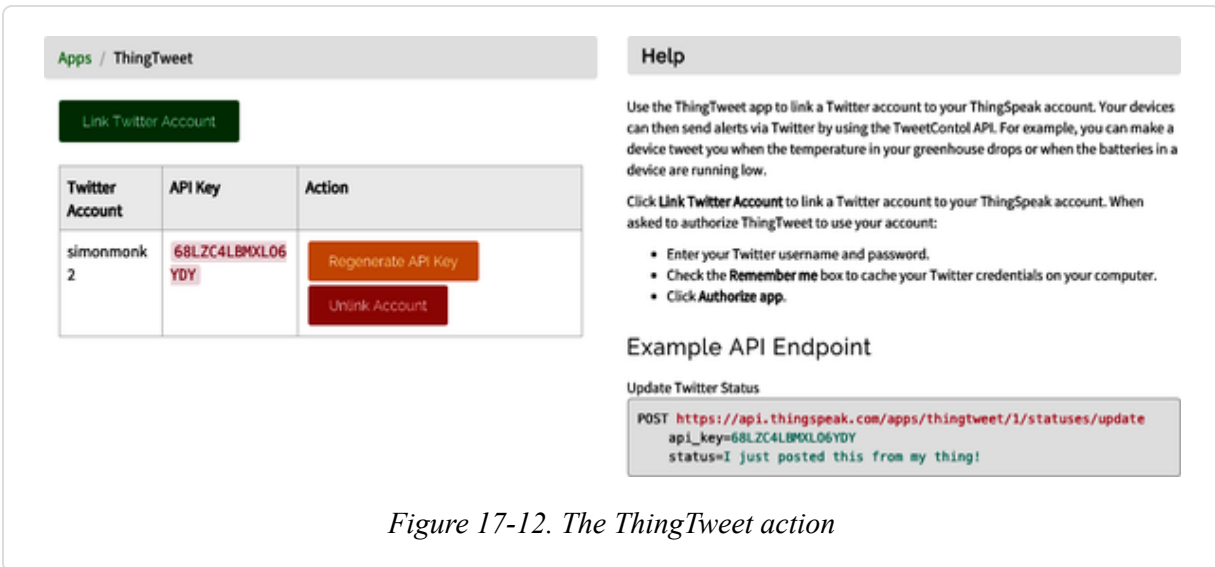 Apps / ThingTweet
Link Twitter Account
Twitter Account
API Key
Action
simonmonk
2
68LZC4LBMXLO6
YDY
Regenerate API Key
Unlink Account
Help
Use the ThingTweet app to link a Twitter account to your ThingSpeak account. Your devices
can then send alerts via Twitter by using the TweetContol API. For example, you can make a
device tweet you when the temperature in your greenhouse drops or when the batteries in a
device are running low.
Click Link Twitter Account to link a Twitter account to your ThingSpeak account. When
asked to authorize ThingTweet to use your account:
• Enter your Twitter username and password.
• Check the Remember me box to cache your Twitter credentials on your computer.
• Click Authorize app.
Example API Endpoint
Update Twitter Status
POST https://api.thingspeak.com/apps/thingtweet/1/statuses/update
api_key=68LZC4LBMXLO6YDY
status=I just posted this from my thing!
Figure 17-12. The ThingTweet action